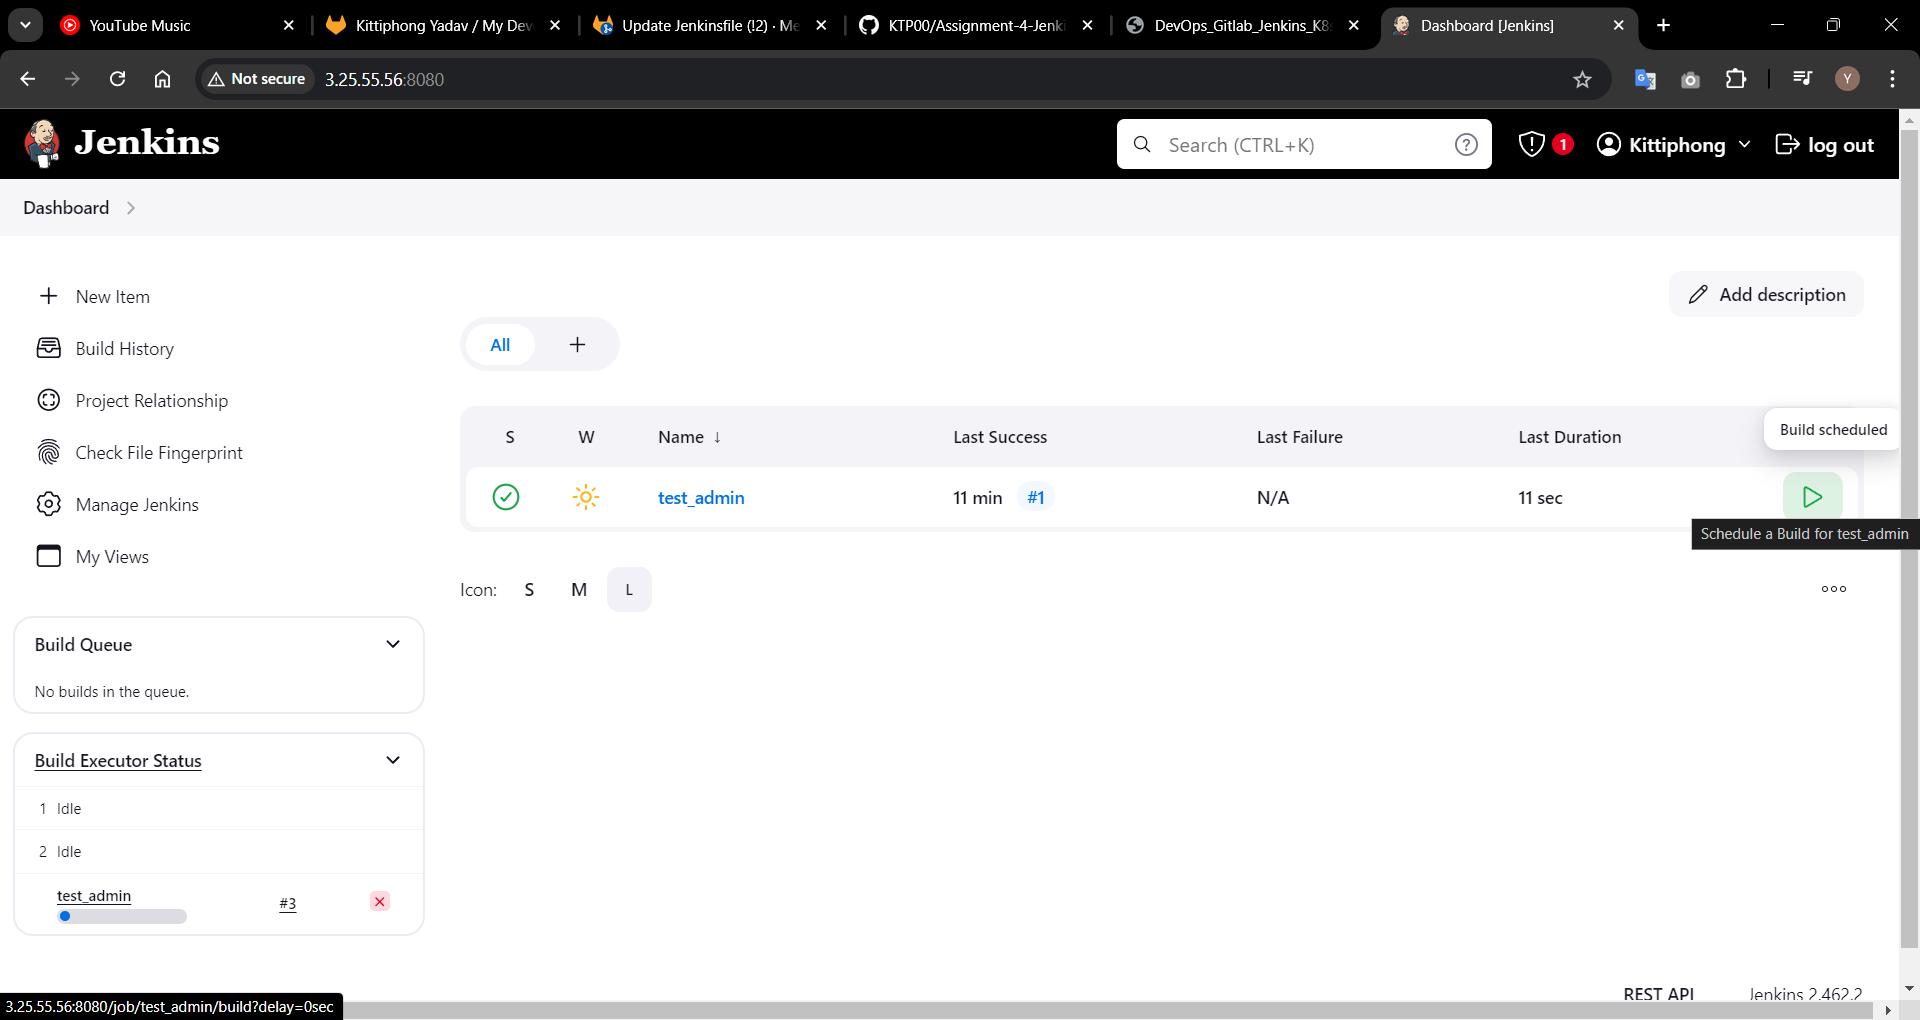 YouTube Music
Kittiphong Yadav / My Dev
Update Jenkinsfile (!2) · Me
KTP00/Assignment-4-Jenki
DevOps_Gitlab_Jenkins_K8s
Dashboard [Jenkins]
Not secure
3.25.55.56:8080
Y
Jenkins
Search (CTRL+K)
1
Kittiphong
log out
Dashboard
New Item
Build History
Project Relationship
Check File Fingerprint
Manage Jenkins
My Views
Add description
All
+
S W Name ↓ Last Success Last Failure Last Duration
Build scheduled
test_admin 11 min #1 N/A 11 sec
Schedule a Build for test_admin
Icon: S M L
Build Queue
No builds in the queue.
Build Executor Status
1 Idle
2 Idle
test_admin #3
REST API Jenkins 2.462.2
3.25.55.56:8080/job/test_admin/build?delay=0sec